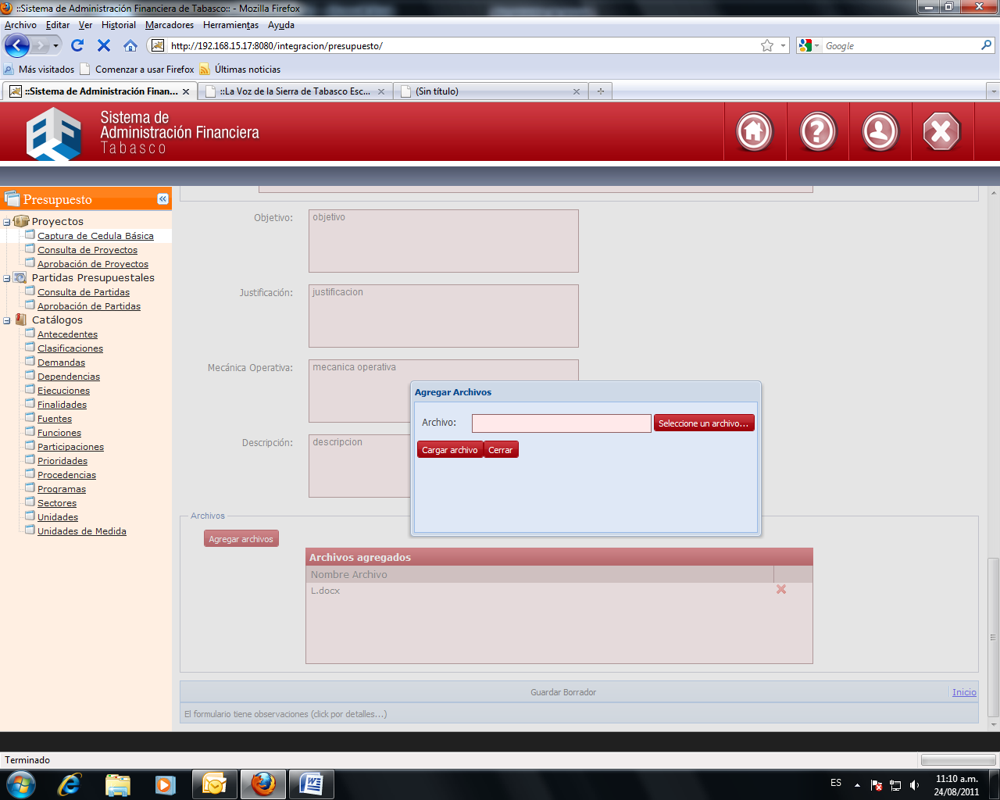 ::Sistema de Administración Financiera de Tabasco:: - Mozilla Firefox
Archivo Editar Ver Historial Marcadores Herramientas Ayuda
http://192.168.15.17:8080/integracion/presupuesto/
Google
Más visitados Comenzar a usar Firefox Últimas noticias
::Sistema de Administración Finan... ::La Voz de la Sierra de Tabasco Esc... (Sin título)
Sistema de
Administración Financiera
Tabasco
Presupuesto
Proyectos
Captura de Cedula Básica
Consulta de Proyectos
Aprobación de Proyectos
Partidas Presupuestales
Consulta de Partidas
Aprobación de Partidas
Catálogos
Antecedentes
Clasificaciones
Demandas
Dependencias
Ejecuciones
Finalidades
Fuentes
Funciones
Participaciones
Prioridades
Procedencias
Programas
Sectores
Unidades
Unidades de Medida
Objetivo: objetivo
Justificación: justificacion
Mecánica Operativa: mecanica operativa
Descripción: descripcion
Agregar Archivos
Archivo: Seleccione un archivo...
Cargar archivo Cerrar
Archivos
Agregar archivos
Archivos agregados
Nombre Archivo
L.docx
Guardar Borrador Inicio
El formulario tiene observaciones (click por detalles...)
Terminado
ES 11:10 a.m.
24/08/2011